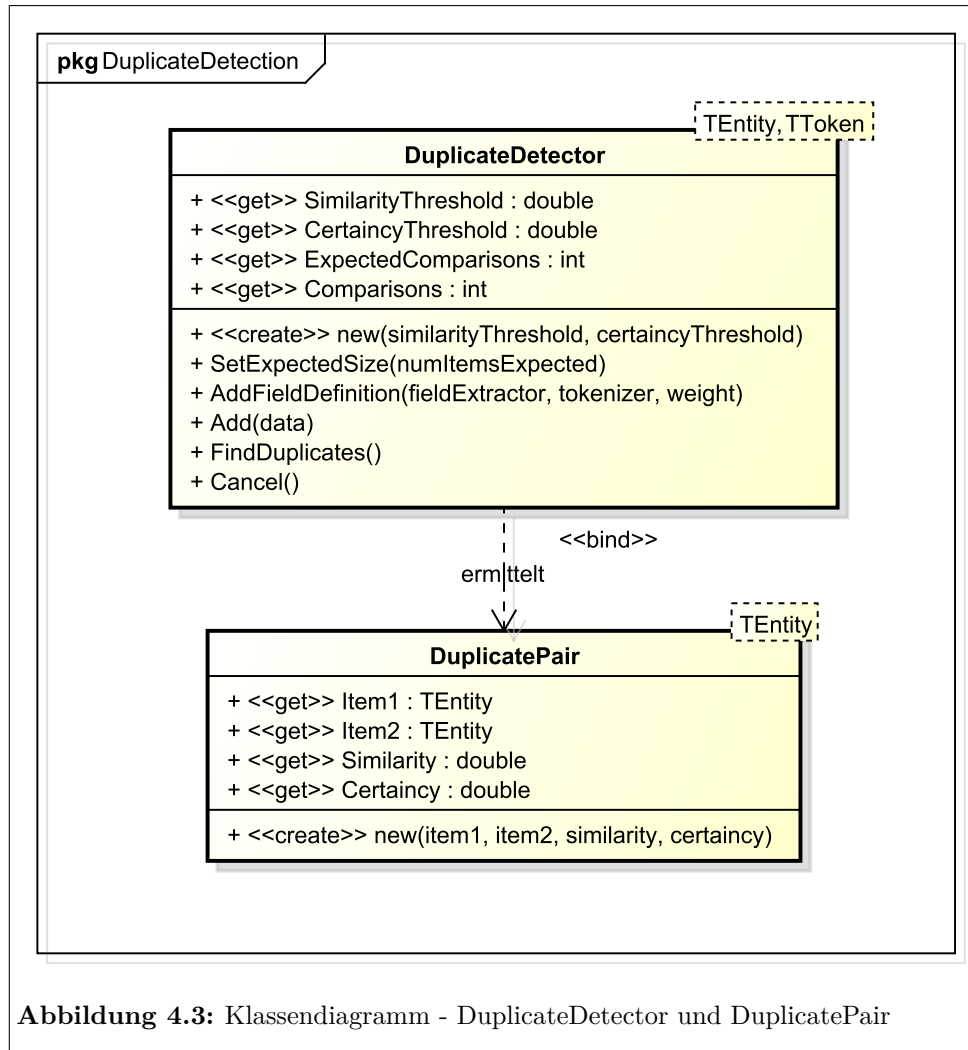 pkg DuplicateDetection
TEntity, TToken
DuplicateDetector
+ <<get>> SimilarityThreshold : double
+ <<get>> CertaincyThreshold : double
+ <<get>> ExpectedComparisons : int
+ <<get>> Comparisons : int
+ <<create>> new(similarityThreshold, certaincyThreshold)
+ SetExpectedSize(numItemsExpected)
+ AddFieldDefinition(fieldExtractor, tokenizer, weight)
+ Add(data)
+ FindDuplicates()
+ Cancel()
<<bind>>
ermittelt
TEntity
DuplicatePair
+ <<get>> Item1 : TEntity
+ <<get>> Item2 : TEntity
+ <<get>> Similarity : double
+ <<get>> Certaincy : double
+ <<create>> new(item1, item2, similarity, certaincy)
Abbildung 4.3: Klassendiagramm - DuplicateDetector und DuplicatePair